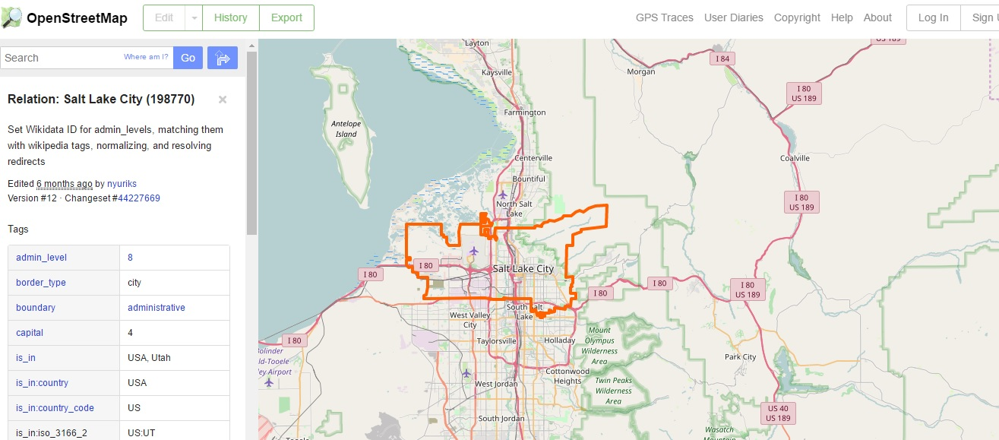 OpenStreetMap
Edit
History
Export
GPS Traces
User Diaries
Copyright
Help
About
Log In
Sign
Search
Where am I?
Go
Relation: Salt Lake City (198770)
×
Set Wikidata ID for admin_levels, matching them
with wikipedia tags, normalizing, and resolving
redirects
Edited 6 months ago by nyuriks
Version #12 · Changeset #44227669
Tags
admin_level 8
border_type city
boundary administrative
capital 4
is_in USA, Utah
is_in:country USA
is_in:country_code US
is_in:iso_3166_2 US:UT
Layton
US 189
I 84
Kaysville
Morgan
I 80
US 189
Farmington
Antelope
Island
Centerville
Coalville
Bountiful
North Salt
Lake
I 80
US 189
I 80
Salt Lake City
I 80
I 80
I 80
I 80
US 189
South Salt
Lake
West Valley
City
Mount
Olympus
Wilderness
Area
Taylorsville
Holladay
I 80
Park City
Cottonwood
Heights
Twin Peaks
Wilderness
Area
West Jordan
US 40
US 189
South Jordan
Wasatch